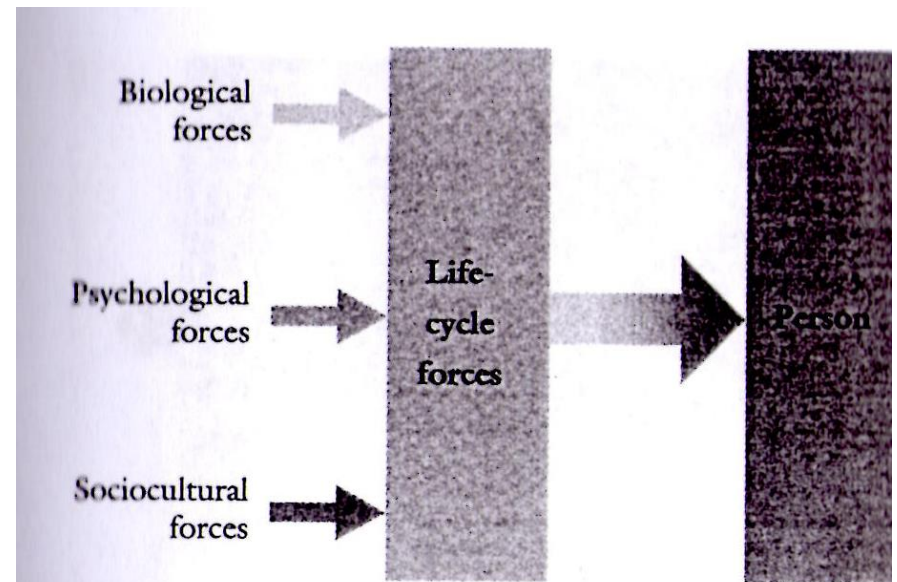 Biological
forces
Psychological
forces
Sociocultural
forces
Life-
cycle
forces
Person